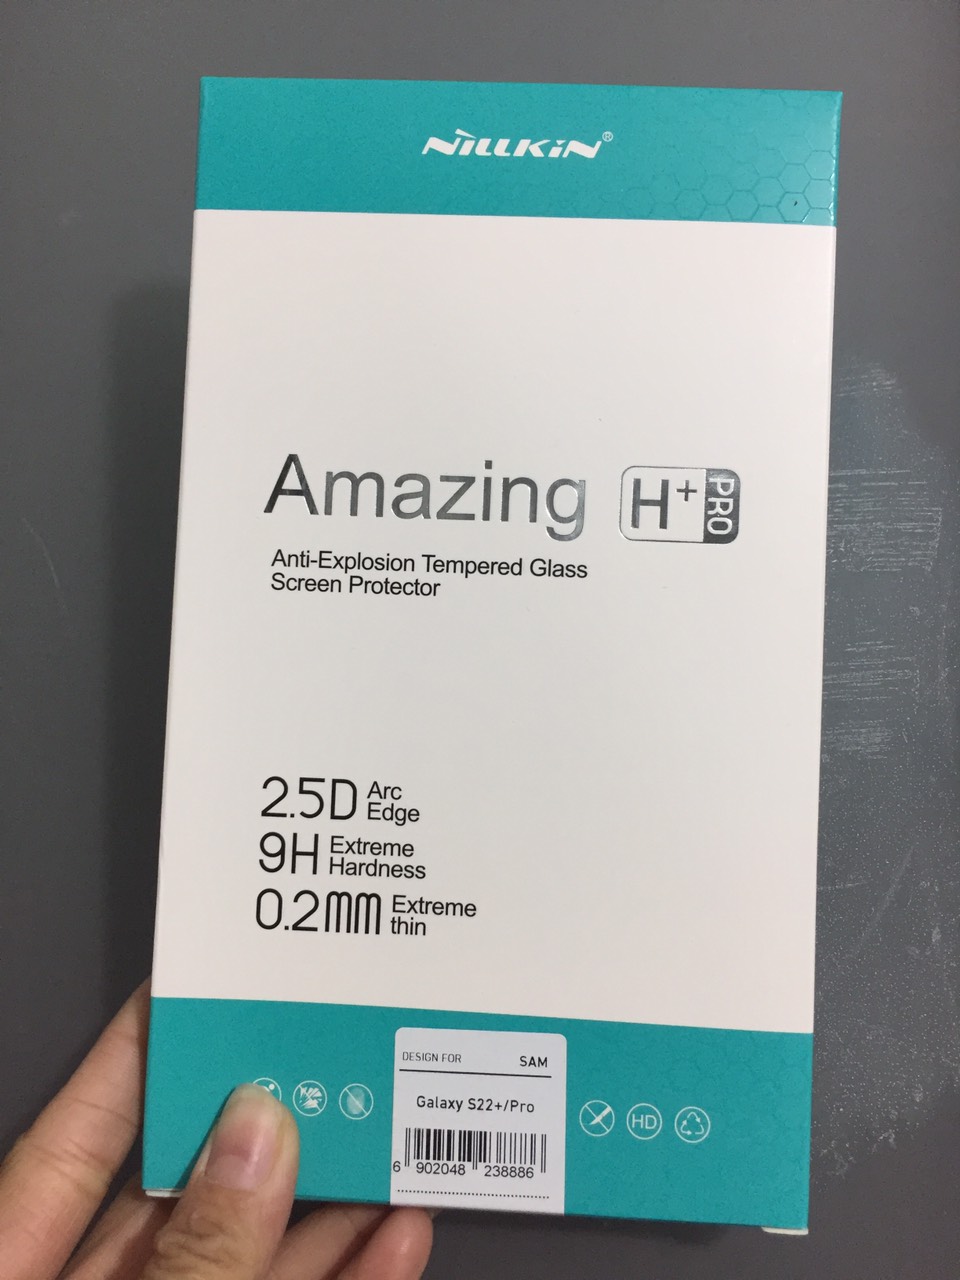 NILLKIN®
Amazing H+ PRO
Anti-Explosion Tempered Glass
Screen Protector
2.5D Arc
Edge
9H Extreme
Hardness
0.2mm Extreme
thin
DESIGN FOR SAM
Galaxy S22+/Pro
HD
6 902048 238886